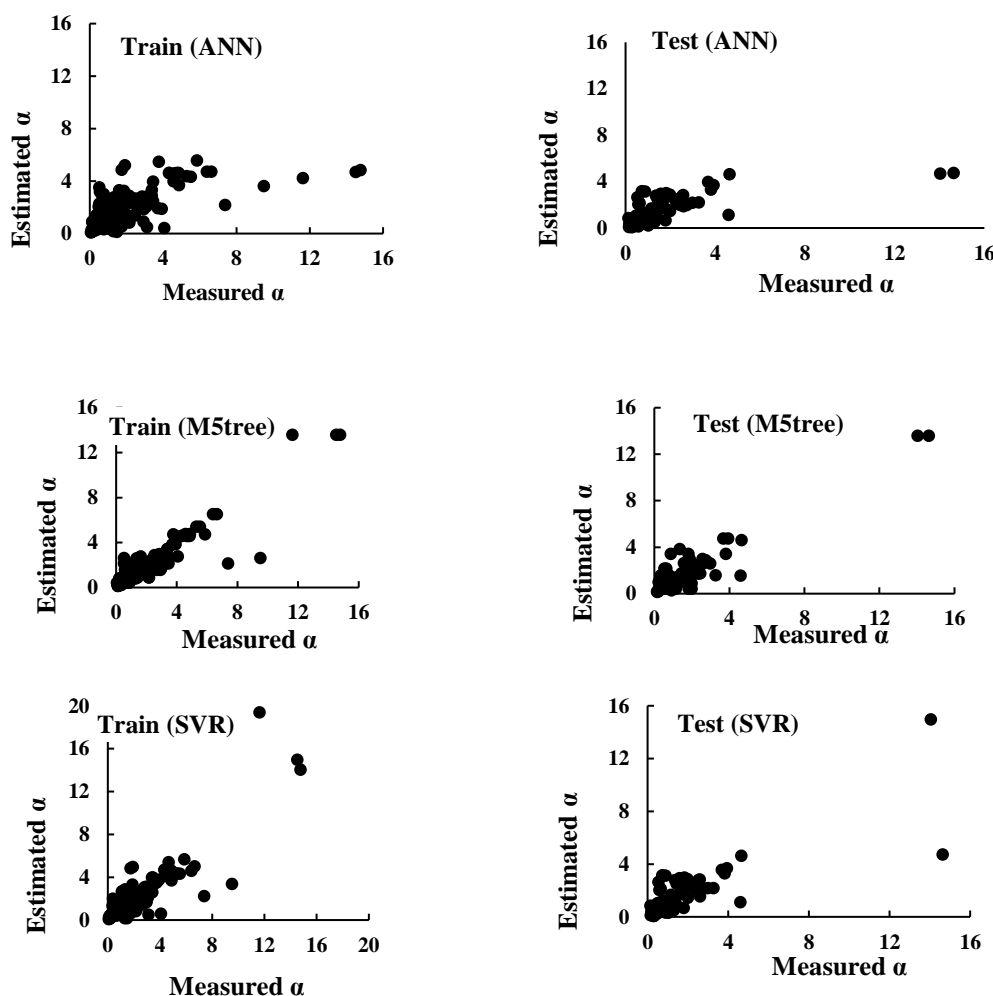 Train (ANN)
Estimated α
16
12
8
4
0
0 4 8 12 16
Measured α
Test (ANN)
Estimated α
16
12
8
4
0
0 4 8 12 16
Measured α
Train (M5tree)
Estimated α
16
12
8
4
0
0 4 8 12 16
Measured α
Test (M5tree)
Estimated α
16
12
8
4
0
0 4 8 12 16
Measured α
Train (SVR)
Estimated α
20
16
12
8
4
0
0 4 8 12 16 20
Measured α
Test (SVR)
Estimated α
16
12
8
4
0
0 4 8 12 16
Measured α